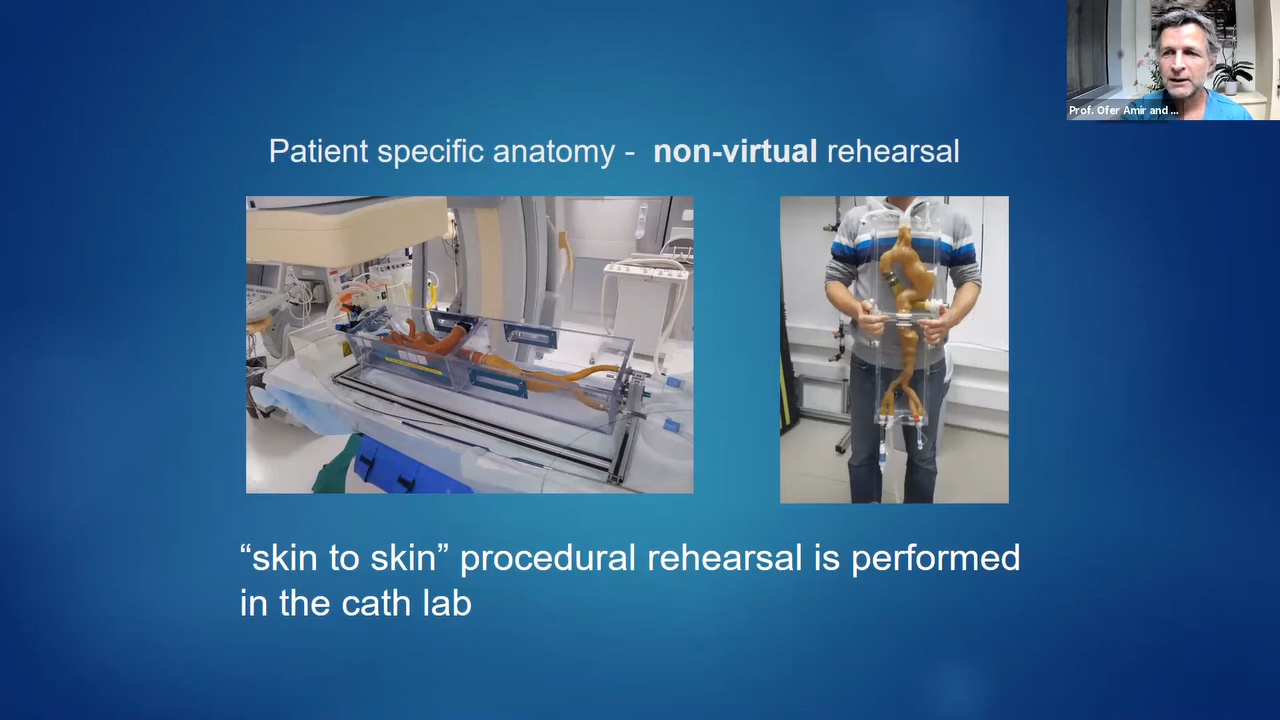 Prof. Ofer Amir and ...
Patient specific anatomy - non-virtual rehearsal
“skin to skin” procedural rehearsal is performed
in the cath lab